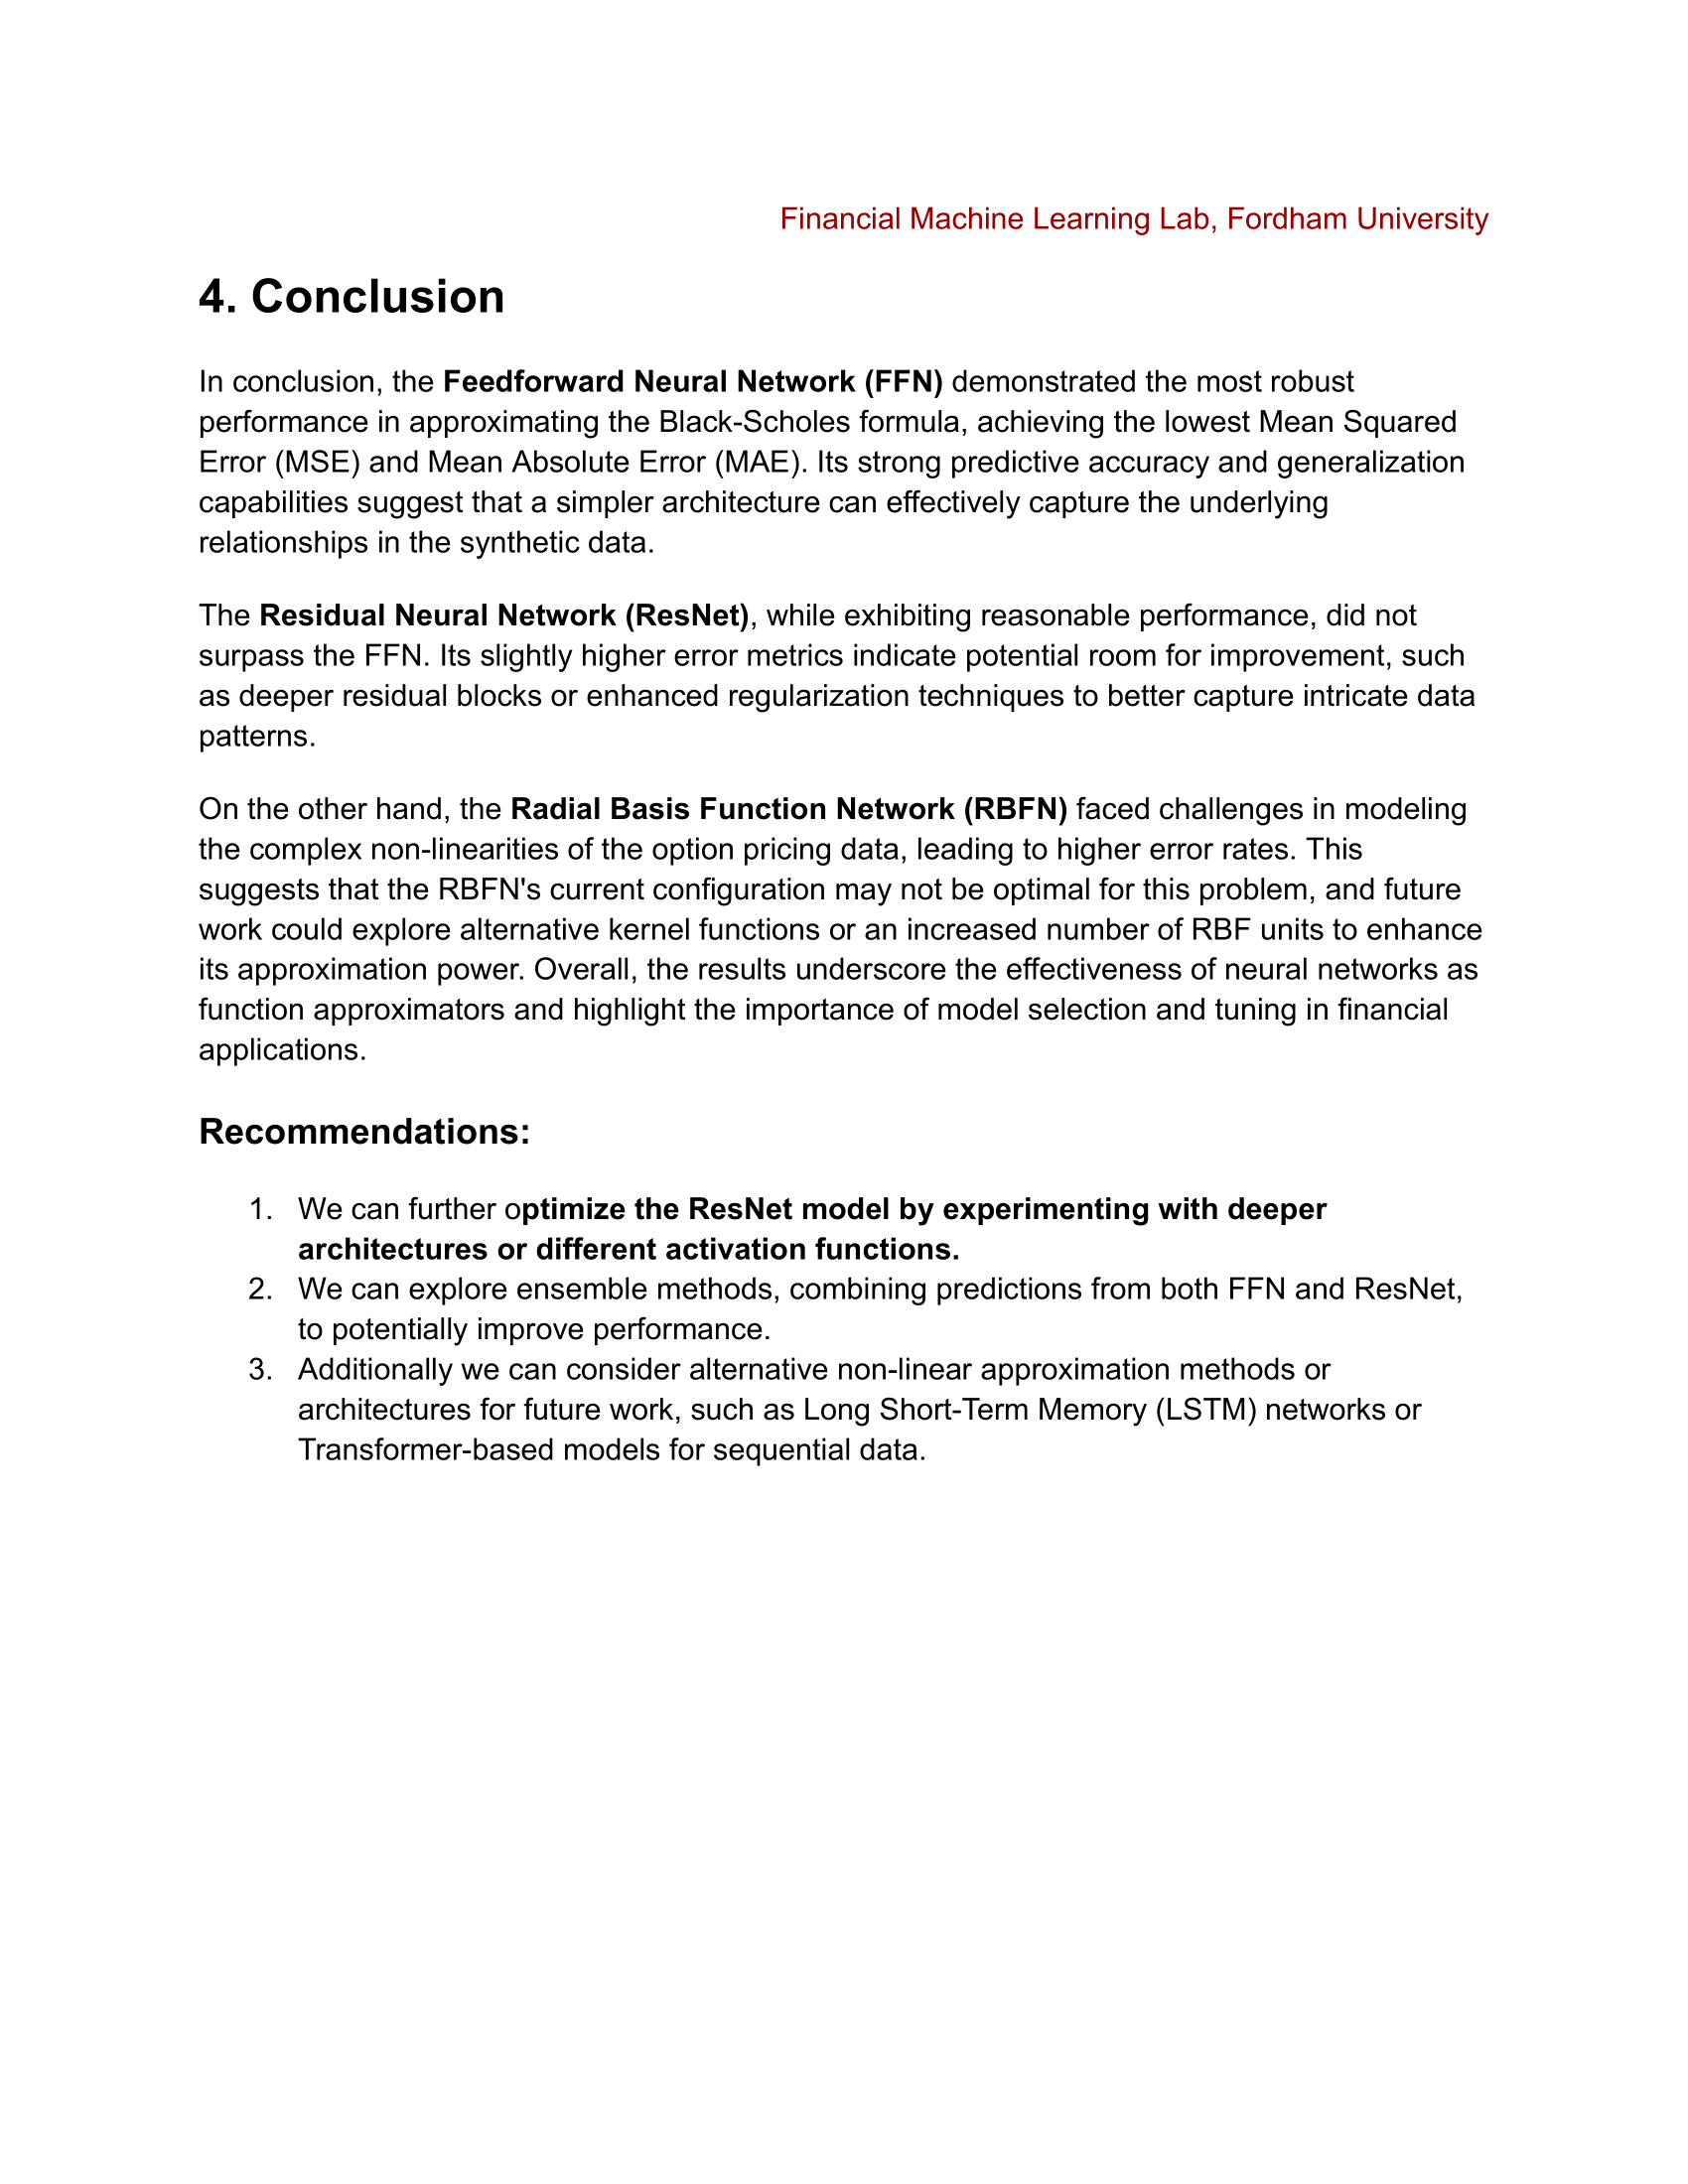 Financial Machine Learning Lab, Fordham University
4. Conclusion
In conclusion, the Feedforward Neural Network (FFN) demonstrated the most robust
performance in approximating the Black-Scholes formula, achieving the lowest Mean Squared
Error (MSE) and Mean Absolute Error (MAE). Its strong predictive accuracy and generalization
capabilities suggest that a simpler architecture can effectively capture the underlying
relationships in the synthetic data.
The Residual Neural Network (ResNet), while exhibiting reasonable performance, did not
surpass the FFN. Its slightly higher error metrics indicate potential room for improvement, such
as deeper residual blocks or enhanced regularization techniques to better capture intricate data
patterns.
On the other hand, the Radial Basis Function Network (RBFN) faced challenges in modeling
the complex non-linearities of the option pricing data, leading to higher error rates. This
suggests that the RBFN's current configuration may not be optimal for this problem, and future
work could explore alternative kernel functions or an increased number of RBF units to enhance
its approximation power. Overall, the results underscore the effectiveness of neural networks as
function approximators and highlight the importance of model selection and tuning in financial
applications.
Recommendations:
1. We can further optimize the ResNet model by experimenting with deeper
architectures or different activation functions.
2. We can explore ensemble methods, combining predictions from both FFN and ResNet,
to potentially improve performance.
3. Additionally we can consider alternative non-linear approximation methods or
architectures for future work, such as Long Short-Term Memory (LSTM) networks or
Transformer-based models for sequential data.